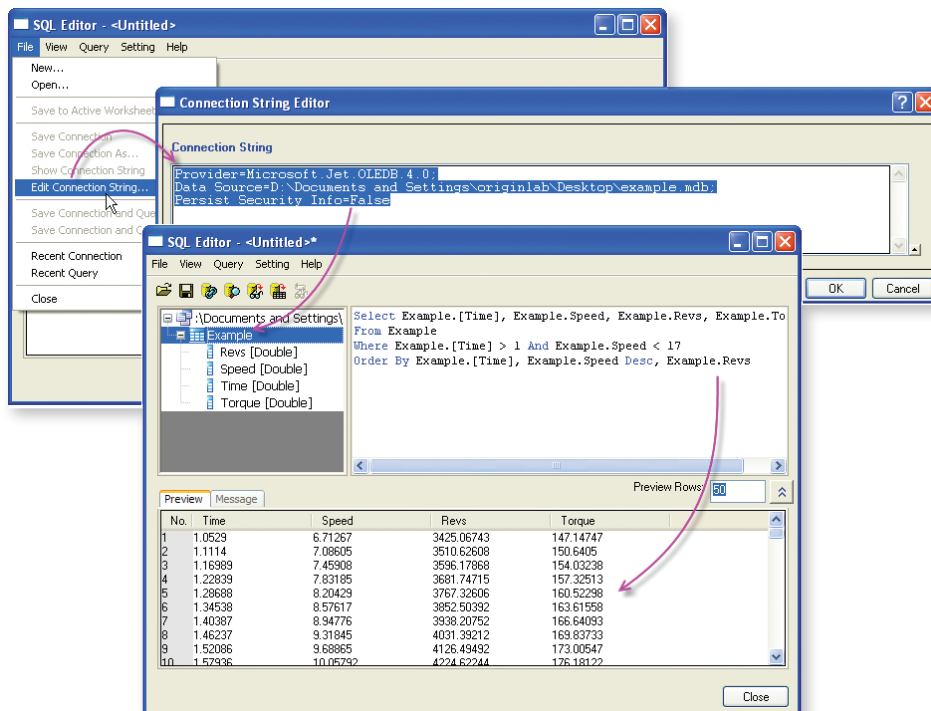 SQL Editor - <Untitled>
File View Query Setting Help
New...
Open...
Save to Active Worksheet
Save Connection
Save Connection As...
Show Connection String
Edit Connection String...
Save Connection and Que
Save Connection and
Recent Connection
Recent Query
Close
Connection String Editor
Connection String
Provider=Microsoft.Jet.OLEDB.4.0;
Data Source=D:\Documents and Settings\originlab\Desktop\example.mdb;
Persist Security Info=False
OK Cancel
SQL Editor - <Untitled>*
File View Query Setting Help
:\Documents and Settings\
Example
Revs [Double]
Speed [Double]
Time [Double]
Torque [Double]
Select Example.[Time], Example.Speed, Example.Revs, Example.To
From Example
Where Example.[Time] > 1 And Example.Speed < 17
Order By Example.[Time], Example.Speed Desc, Example.Revs
Preview Rows: 50
Preview Message
No. Time Speed Revs Torque
1 1.0529 6.71267 3425.06743 147.14747
2 1.1114 7.08605 3510.62608 150.6405
3 1.16989 7.45908 3596.17868 154.03238
4 1.22839 7.83185 3681.74715 157.32513
5 1.28688 8.20429 3767.32606 160.52298
6 1.34538 8.57617 3852.50392 163.61558
7 1.40387 8.94776 3938.20752 166.64093
8 1.46237 9.31845 4031.39212 169.83733
9 1.52086 9.68865 4126.49492 173.00547
10 1.57936 10.05792 4224.62244 176.18122
Close